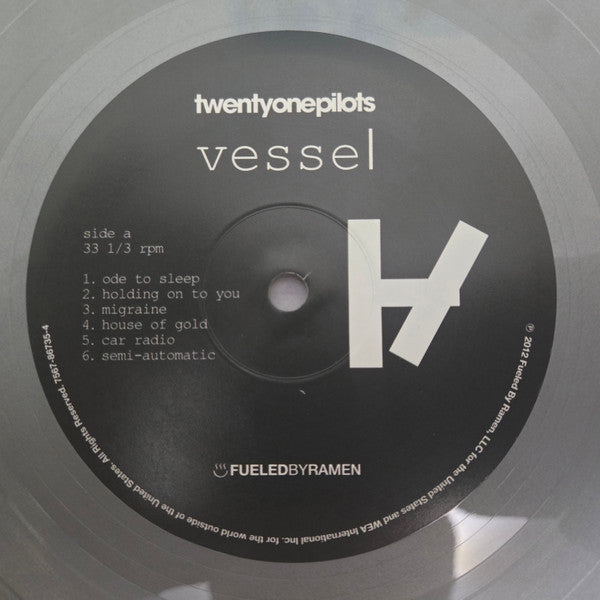 twentyonepilots
vessel
side a
33 1/3 rpm
1. ode to sleep
2. holding on to you
3. migraine
4. house of gold
5. car radio
6. semi-automatic
FUELEDBYRAMEN
℗ 2012 Fueled By Ramen, LLC for the United States and WEA International Inc. for the world outside of the United States. All Rights Reserved. 7567-86735-4